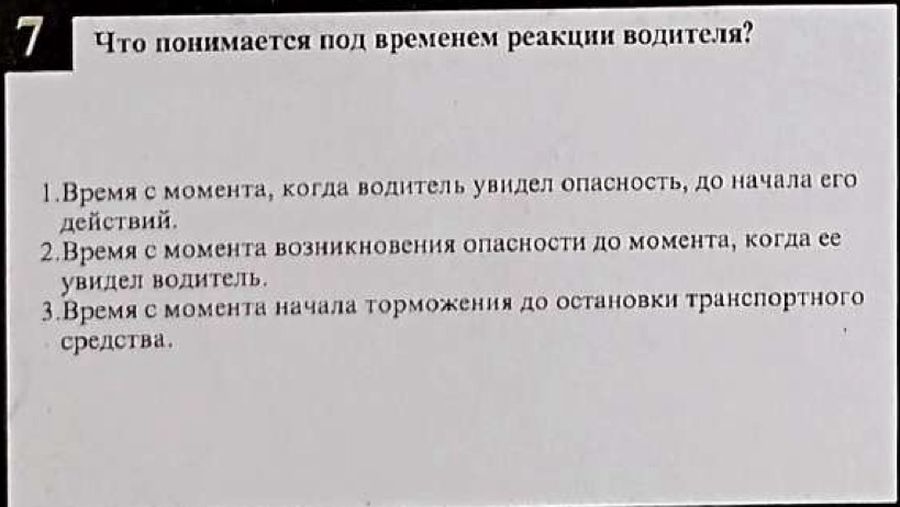 7 Что понимается под временем реакции водителя?
1.Время с момента, когда водитель увидел опасность, до начала его
действий.
2.Время с момента возникновения опасности до момента, когда ее
увидел водитель.
3.Время с момента начала торможения до остановки транспортного
средства.